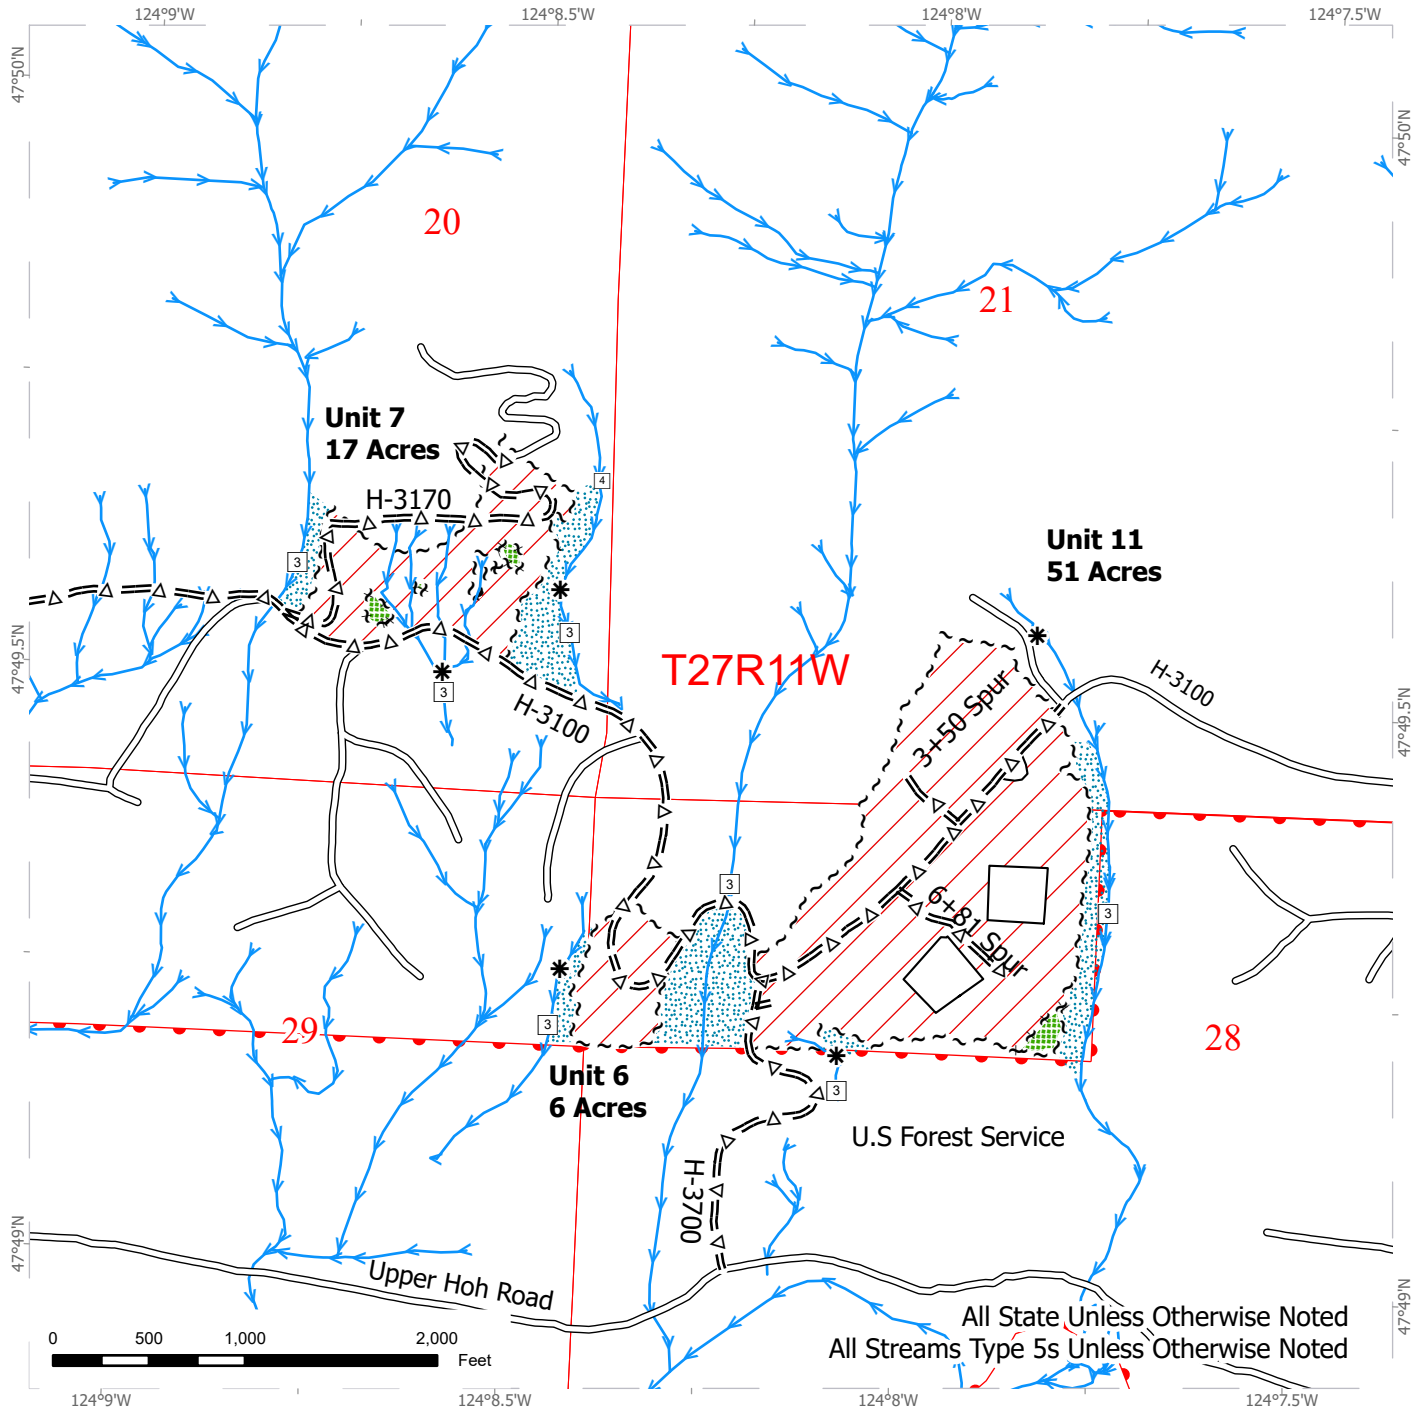 124°9'W
124°8.5'W
124°8'W
124°7.5'W
47°50'N
47°50'N
20
21
Unit 7
17 Acres
H-3170
4
3
Unit 11
51 Acres
3
47°49.5'N
T27R11W
3+50 Spur
H-3100
3
H-3100
47°49.5'N
3
6+81 Spur
3
3
29
28
Unit 6
6 Acres
3
U.S Forest Service
H-3700
47°49'N
Upper Hoh Road
47°49'N
All State Unless Otherwise Noted
All Streams Type 5s Unless Otherwise Noted
0 500 1,000 2,000
Feet
124°9'W
124°8.5'W
124°8'W
124°7.5'W